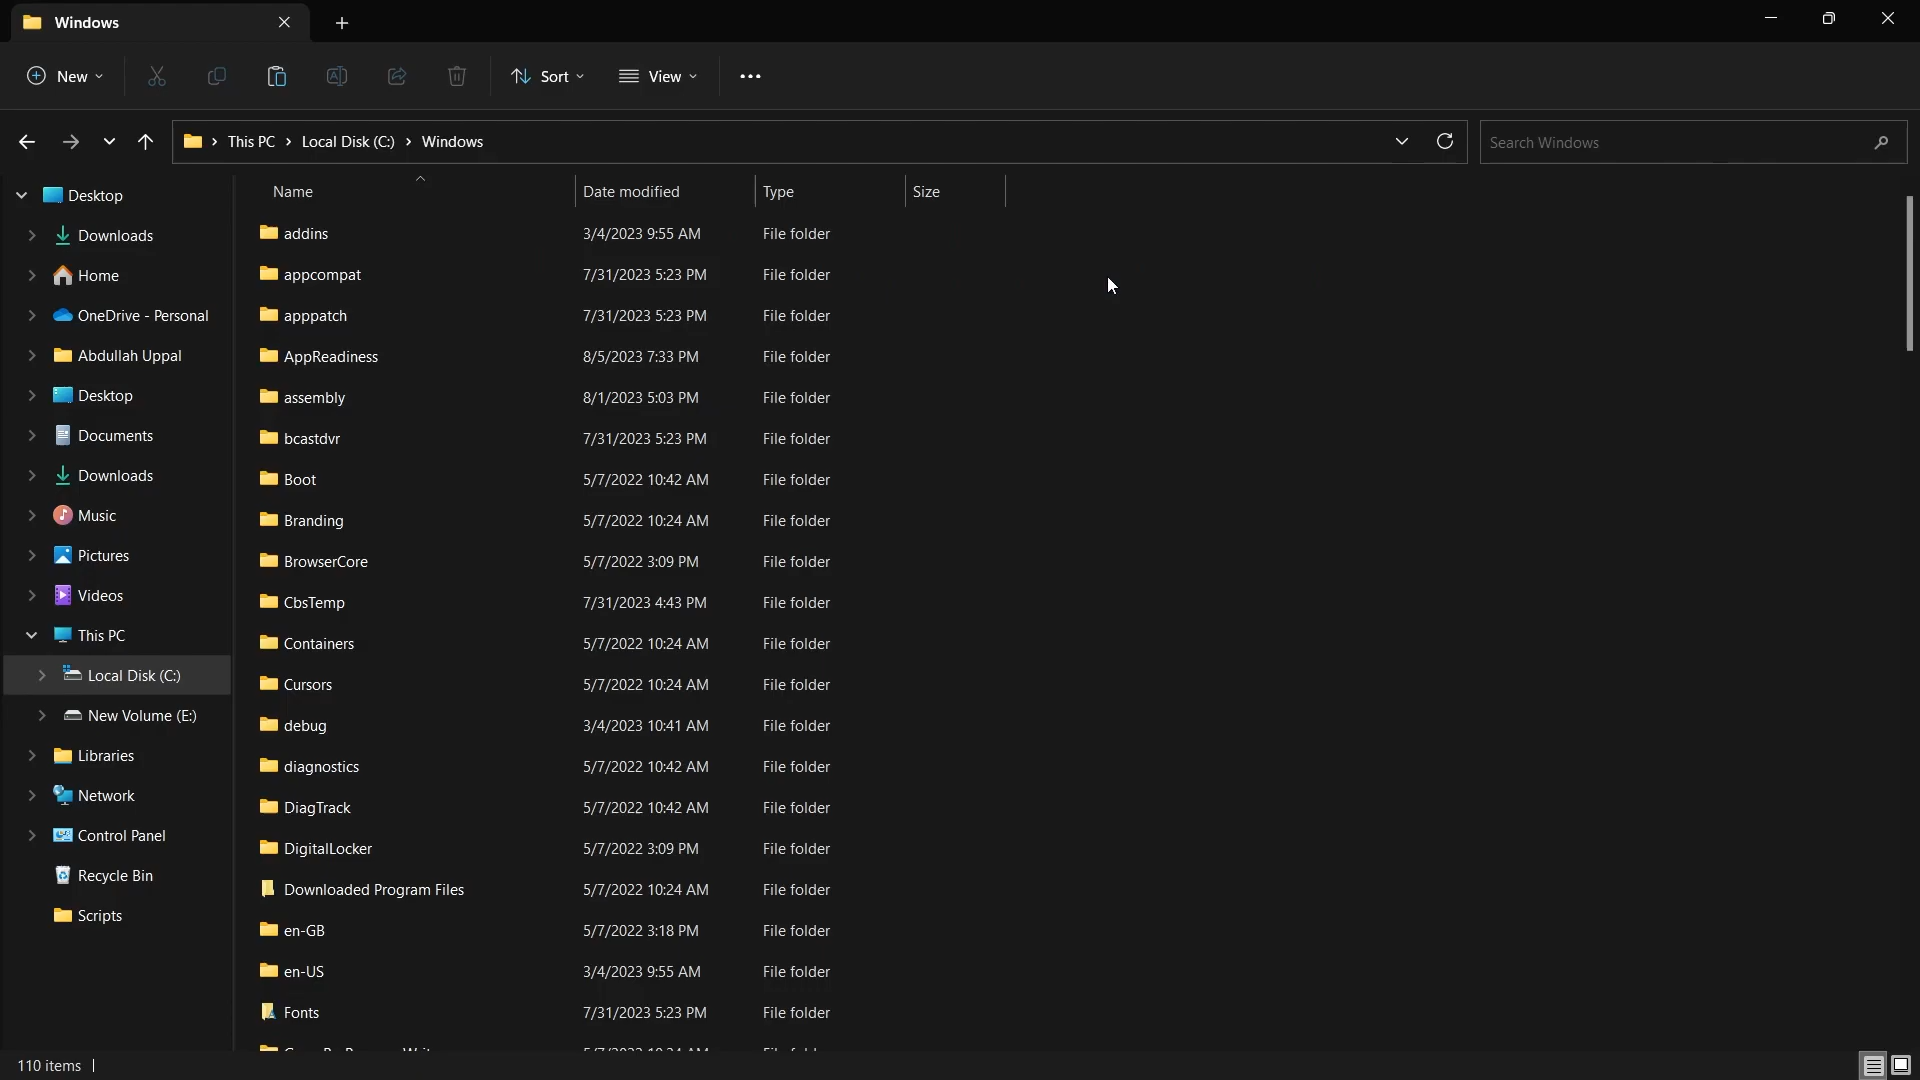 Windows
New
Sort
View
This PC
Local Disk (C:)
Windows
Search Windows
Desktop
Downloads
Home
OneDrive - Personal
Abdullah Uppal
Desktop
Documents
Downloads
Music
Pictures
Videos
This PC
Local Disk (C:)
New Volume (E:)
Libraries
Network
Control Panel
Recycle Bin
Scripts
Name Date modified Type Size
addins 3/4/2023 9:55 AM File folder
appcompat 7/31/2023 5:23 PM File folder
apppatch 7/31/2023 5:23 PM File folder
AppReadiness 8/5/2023 7:33 PM File folder
assembly 8/1/2023 5:03 PM File folder
bcastdvr 7/31/2023 5:23 PM File folder
Boot 5/7/2022 10:42 AM File folder
Branding 5/7/2022 10:24 AM File folder
BrowserCore 5/7/2022 3:09 PM File folder
CbsTemp 7/31/2023 4:43 PM File folder
Containers 5/7/2022 10:24 AM File folder
Cursors 5/7/2022 10:24 AM File folder
debug 3/4/2023 10:41 AM File folder
diagnostics 5/7/2022 10:42 AM File folder
DiagTrack 5/7/2022 10:42 AM File folder
DigitalLocker 5/7/2022 3:09 PM File folder
Downloaded Program Files 5/7/2022 10:24 AM File folder
en-GB 5/7/2022 3:18 PM File folder
en-US 3/4/2023 9:55 AM File folder
Fonts 7/31/2023 5:23 PM File folder
110 items